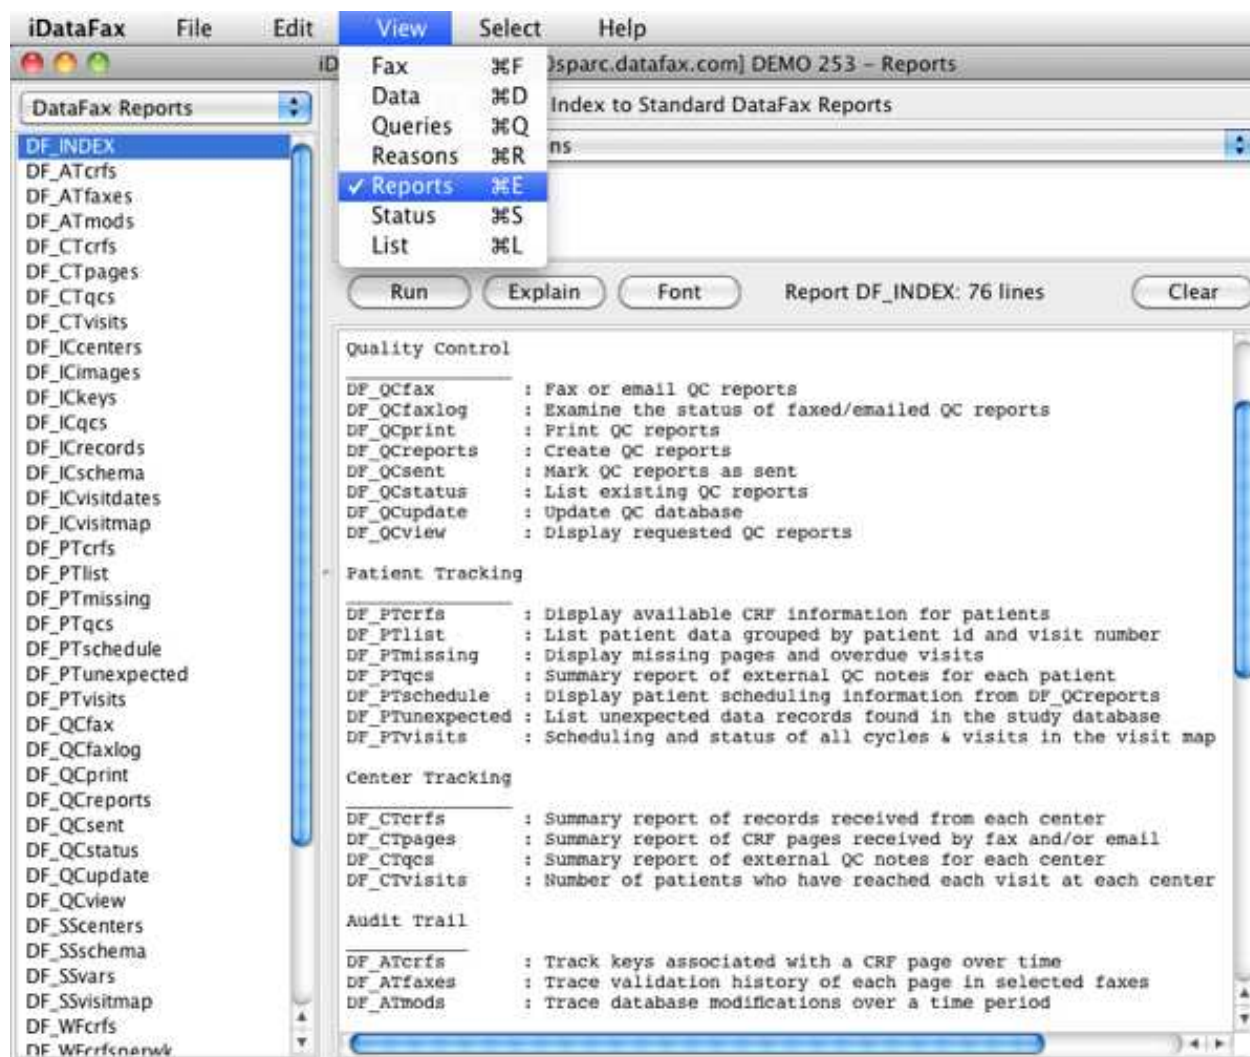 iDataFax File Edit View Select Help
sparc.datafax.com] DEMO 253 – Reports
Fax ⌘F
Data ⌘D
Queries ⌘Q
Reasons ⌘R
✓ Reports ⌘E
Status ⌘S
List ⌘L
DataFax Reports
Index to Standard DataFax Reports
ns
DF_INDEX
DF_ATcrfs
DF_ATfaxes
DF_ATmods
DF_CTcrfs
DF_CTpages
DF_CTqcs
DF_CTvisits
DF_ICcenters
DF_ICimages
DF_ICkeys
DF_ICqcs
DF_ICrecords
DF_ICschema
DF_ICvisitdates
DF_ICvisitmap
DF_PTcrfs
DF_PTlist
DF_PTmissing
DF_PTqcs
DF_PTschedule
DF_PTunexpected
DF_PTvisits
DF_QCfax
DF_QCfaxlog
DF_QCprint
DF_QCreports
DF_QCsent
DF_QCstatus
DF_QCupdate
DF_QCview
DF_SScenters
DF_SSschema
DF_SSvars
DF_SSvisitmap
DF_WFcrfs
DF_WFcrfsperwk
Run Explain Font Report DF_INDEX: 76 lines Clear
Quality Control
DF_QCfax : Fax or email QC reports
DF_QCfaxlog : Examine the status of faxed/emailed QC reports
DF_QCprint : Print QC reports
DF_QCreports : Create QC reports
DF_QCsent : Mark QC reports as sent
DF_QCstatus : List existing QC reports
DF_QCupdate : Update QC database
DF_QCview : Display requested QC reports
Patient Tracking
DF_PTcrfs : Display available CRF information for patients
DF_PTlist : List patient data grouped by patient id and visit number
DF_PTmissing : Display missing pages and overdue visits
DF_PTqcs : Summary report of external QC notes for each patient
DF_PTschedule : Display patient scheduling information from DF_QCreports
DF_PTunexpected : List unexpected data records found in the study database
DF_PTvisits : Scheduling and status of all cycles & visits in the visit map
Center Tracking
DF_CTcrfs : Summary report of records received from each center
DF_CTpages : Summary report of CRF pages received by fax and/or email
DF_CTqcs : Summary report of external QC notes for each center
DF_CTvisits : Number of patients who have reached each visit at each center
Audit Trail
DF_ATcrfs : Track keys associated with a CRF page over time
DF_ATfaxes : Trace validation history of each page in selected faxes
DF_ATmods : Trace database modifications over a time period